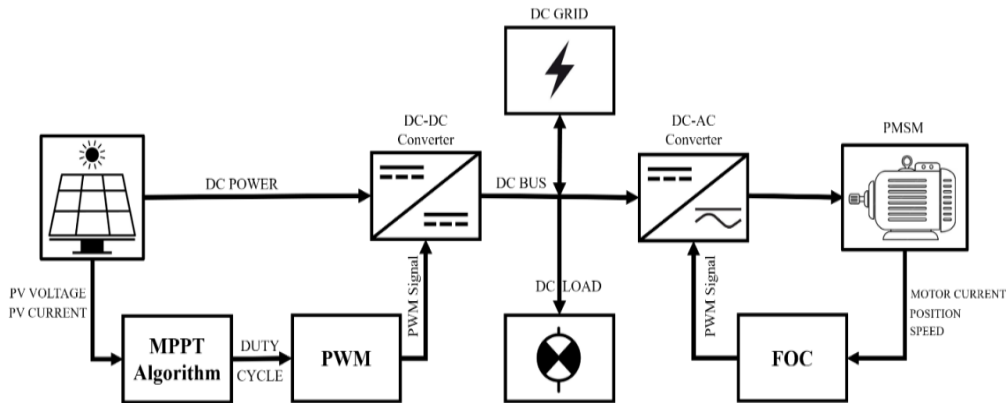 DC GRID
DC-DC
Converter
DC-AC
Converter
PMSM
DC POWER
DC BUS
PWM Signal
PWM Signal
DC LOAD
PV VOLTAGE
PV CURRENT
MOTOR CURRENT
POSITION
SPEED
MPPT
Algorithm
DUTY
CYCLE
PWM
FOC